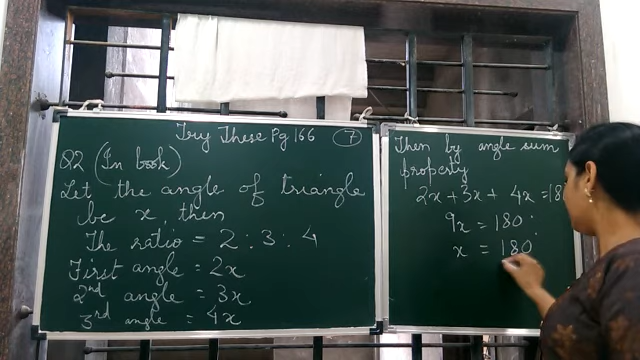 Try These Pg 166 7
Q2 (In book)
Let the angle of triangle
be x, then
The ratio = 2 : 3 : 4
First angle = 2x
2nd angle = 3x
3rd angle = 4x
Then by angle sum
property
2x + 3x + 4x = 18
9x = 180
x = 180